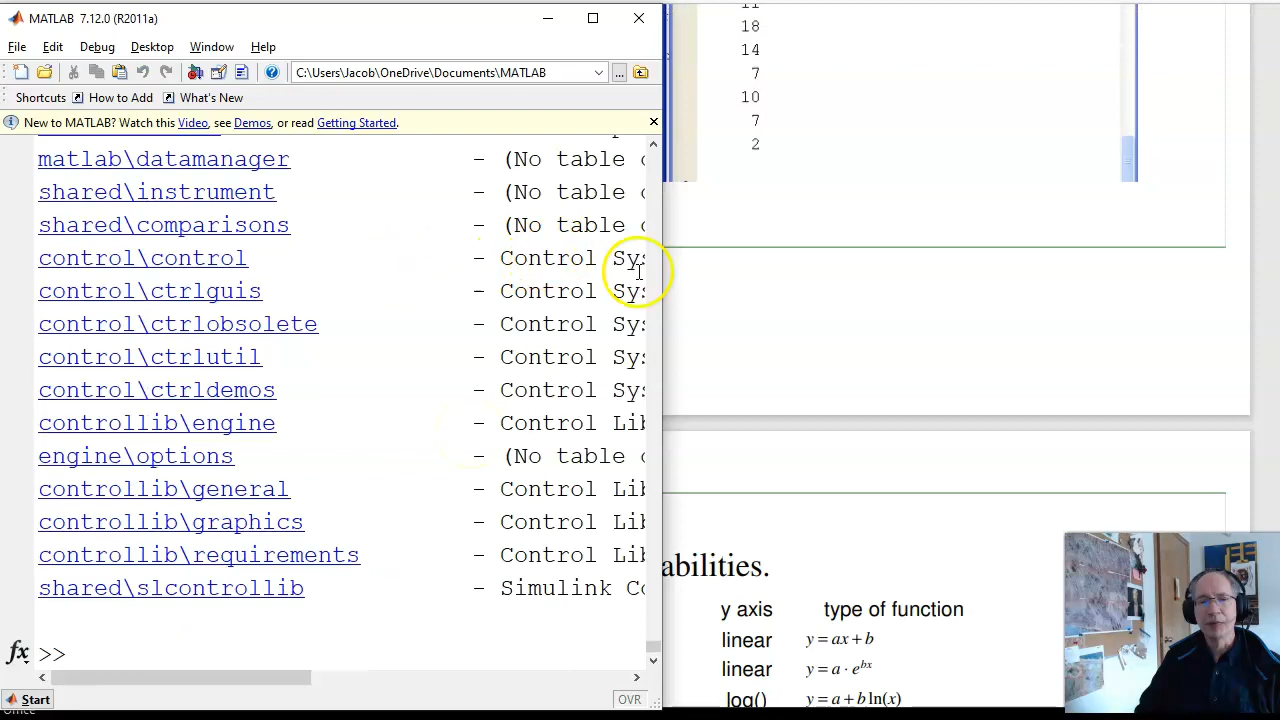 MATLAB 7.12.0 (R2011a)
File Edit Debug Desktop Window Help
C:\Users\Jacob\OneDrive\Documents\MATLAB
Shortcuts How to Add What's New
New to MATLAB? Watch this Video, see Demos, or read Getting Started.
matlab\datamanager - (No table
shared\instrument - (No table
shared\comparisons - (No table
control\control - Control Sys
control\ctrlguis - Control Sys
control\ctrlobsolete - Control Sys
control\ctrlutil - Control Sys
control\ctrldemos - Control Sys
controllib\engine - Control Lib
engine\options - (No table
controllib\general - Control Lib
controllib\graphics - Control Lib
controllib\requirements - Control Lib
shared\slcontrollib - Simulink Co
fx >>
Start
OVR
11
18
14
7
10
7
2
abilities.
y axis type of function
linear y = ax + b
linear y = a · e^{bx}
log() y = a + b ln(x)